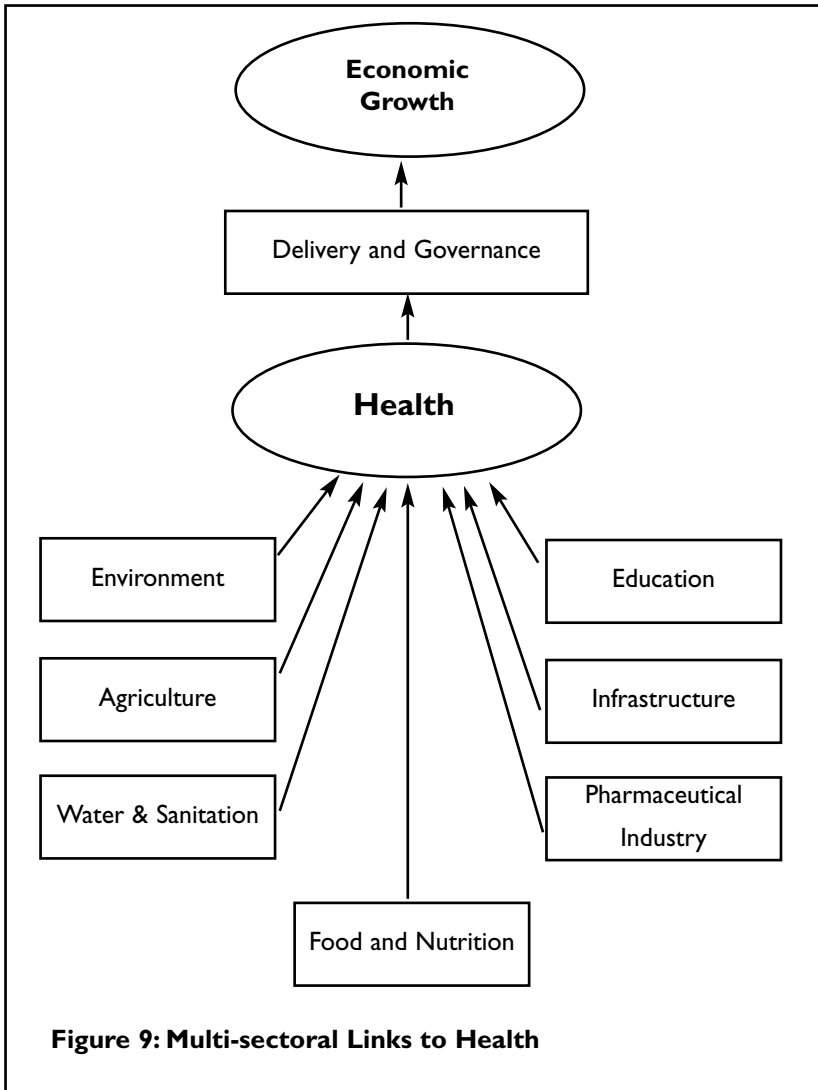 Economic
Growth
Delivery and Governance
Health
Environment
Education
Agriculture
Infrastructure
Water & Sanitation
Pharmaceutical
Industry
Food and Nutrition
Figure 9: Multi-sectoral Links to Health